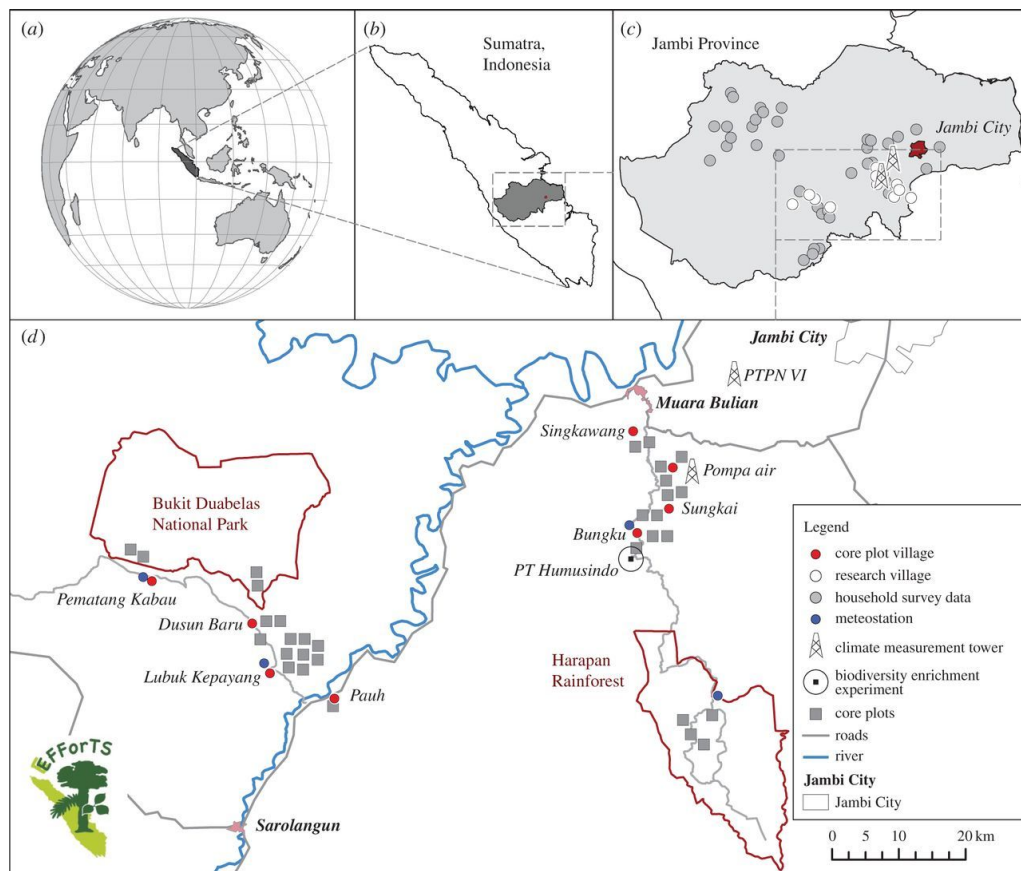 (a)
(b)
Sumatra,
Indonesia
(c)
Jambi Province
Jambi City
(d)
Jambi City
PTPN VI
Muara Bulian
Singkawang
Pompa air
Sungkai
Bungku
PT Humusindo
Bukit Duabelas
National Park
Pematang Kabau
Dusun Baru
Lubuk Kepayang
Pauh
Harapan
Rainforest
EFForTS
Sarolangun
Legend
core plot village
research village
household survey data
meteostation
climate measurement tower
biodiversity enrichment
experiment
core plots
roads
river
Jambi City
Jambi City
0 5 10 20 km